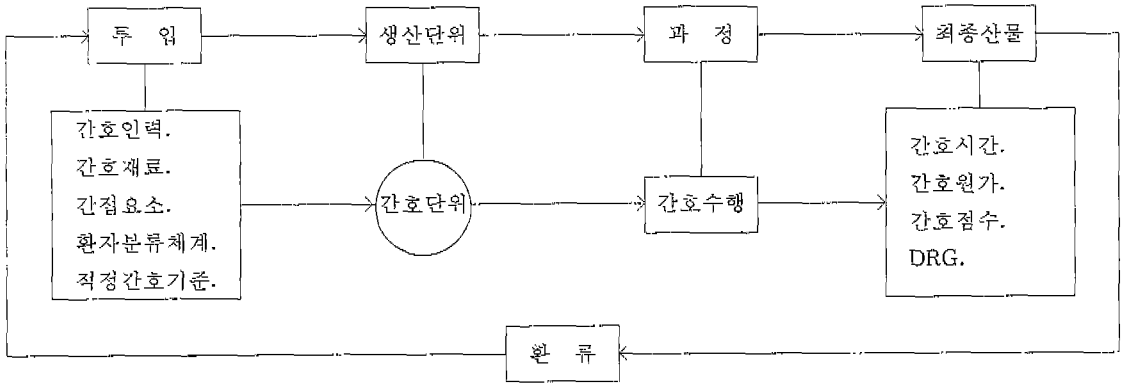 투 입
생산단위
과 정
최종산물
간호인력.
간호재료.
간접요소.
환자분류체계.
적정간호기준.
간호단위
간호수행
간호시간.
간호원가.
간호점수.
DRG.
환 류